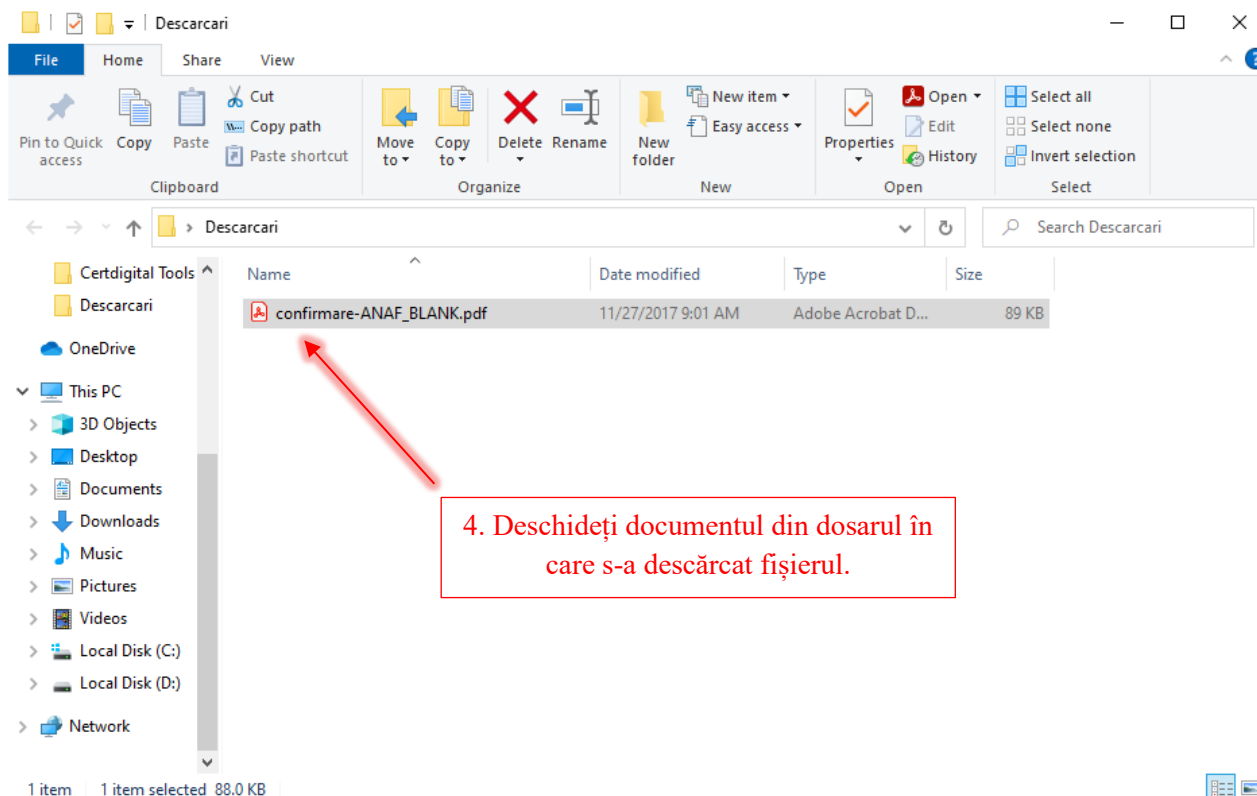 Descarcari
File Home Share View
Pin to Quick access
Copy
Paste
Cut
Copy path
Paste shortcut
Move to
Copy to
Delete
Rename
New folder
New item
Easy access
Properties
Open
Edit
History
Select all
Select none
Invert selection
Clipboard Organize New Open Select
Descarcari
Search Descarcari
Certdigital Tools
Descarcari
OneDrive
This PC
3D Objects
Desktop
Documents
Downloads
Music
Pictures
Videos
Local Disk (C:)
Local Disk (D:)
Network
Name Date modified Type Size
confirmare-ANAF_BLANK.pdf 11/27/2017 9:01 AM Adobe Acrobat D... 89 KB
4. Deschideți documentul din dosarul în
care s-a descărcat fișierul.
1 item 1 item selected 88.0 KB